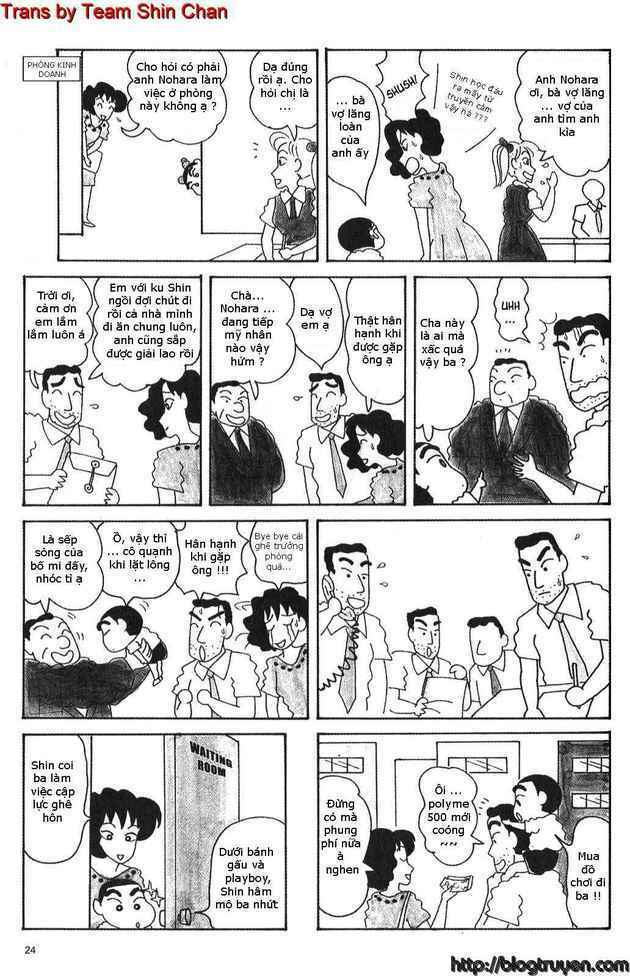 Trans by Team Shin Chan
PHÒNG KINH
DOANH
Cho hỏi có phải
anh Nohara làm
việc ở phòng
này không ạ ?
Dạ đúng
rồi ạ. Cho
hỏi chị là
...
... bà
vợ lăng
loàn
của
anh ấy
SHUSH!
Shin học đâu
ra mấy từ
truyền cảm
vậy hả ???
Anh Nohara
ơi, bà vợ lăng
... vợ của
anh tìm anh
kìa
Trời ơi,
cảm ơn
em lắm
lắm luôn á
Em với ku Shin
ngồi đợi chút đi
rồi cả nhà mình
đi ăn chung luôn,
anh cũng sắp
được giải lao rồi
Chà...
Nohara ...
đang tiếp
mỹ nhân
nào vậy
hửm ?
Dạ vợ
em ạ
Thật hân
hạnh khi
được gặp
ông ạ
Cha này
là ai mà
xấc quá
vậy ba ?
UHH
...
Là sếp
sòng của
bố mi đấy,
nhóc tì ạ
Ồ, vậy thì
... cô quạnh
khi lặt lông
...
Hân hạnh
khi gặp
ông !!!
Bye bye cái
ghế trưởng
phòng
quá...
Shin coi
ba làm
việc cập
lực ghê
hôn
WAITING
ROOM
Dưới bánh
gấu và
playboy,
Shin hâm
mộ ba nhứt
Đừng
có mà
phung
phí nữa
à
nghen
Ôi ...
polyme
500 mới
coóng
~~
Mua
đồ
chơi đi
ba !!
24
http://blogtruyen.com